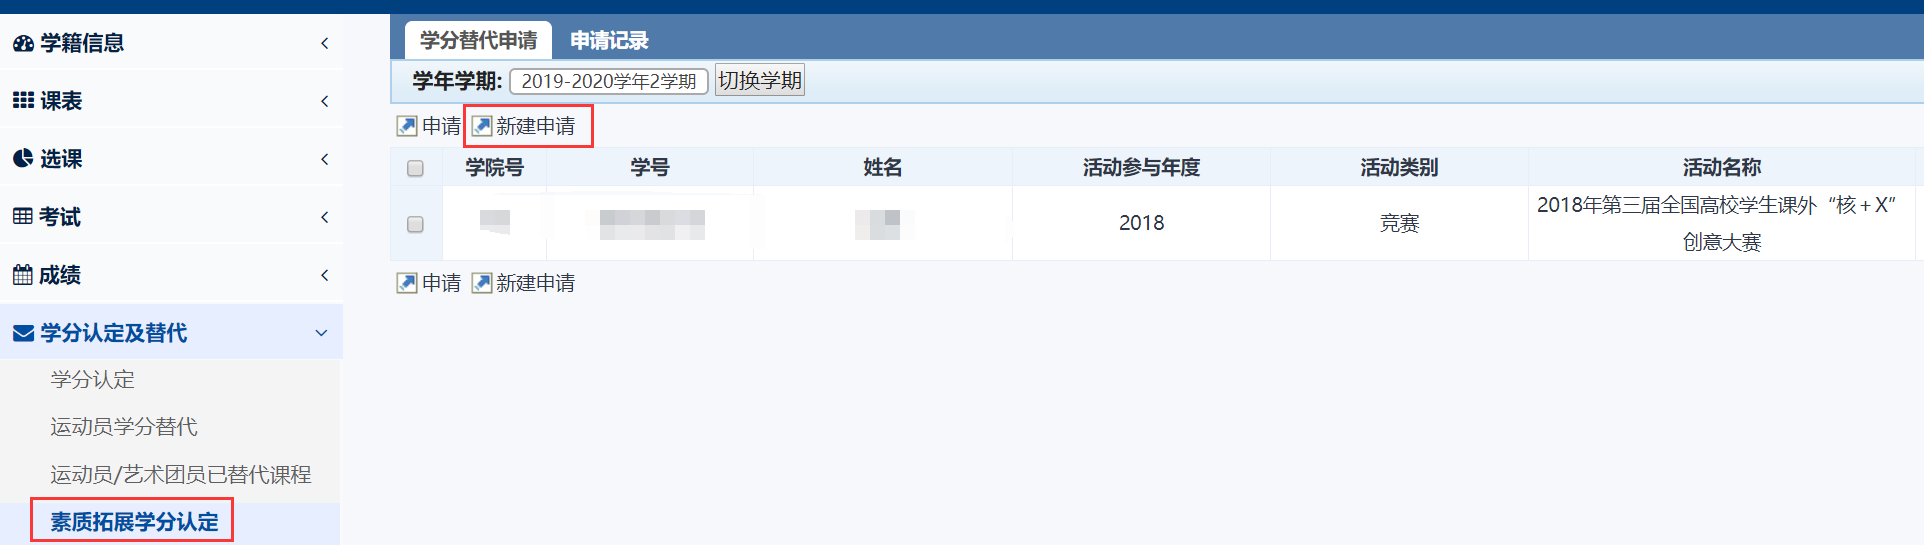 学籍信息
课表
选课
考试
成绩
学分认定及替代
学分认定
运动员学分替代
运动员/艺术团员已替代课程
素质拓展学分认定
学分替代申请 申请记录
学年学期: 2019-2020学年2学期 切换学期
申请 新建申请
学院号 学号 姓名 活动参与年度 活动类别 活动名称
2018 竞赛 2018年第三届全国高校学生课外“核＋X”
创意大赛
申请 新建申请